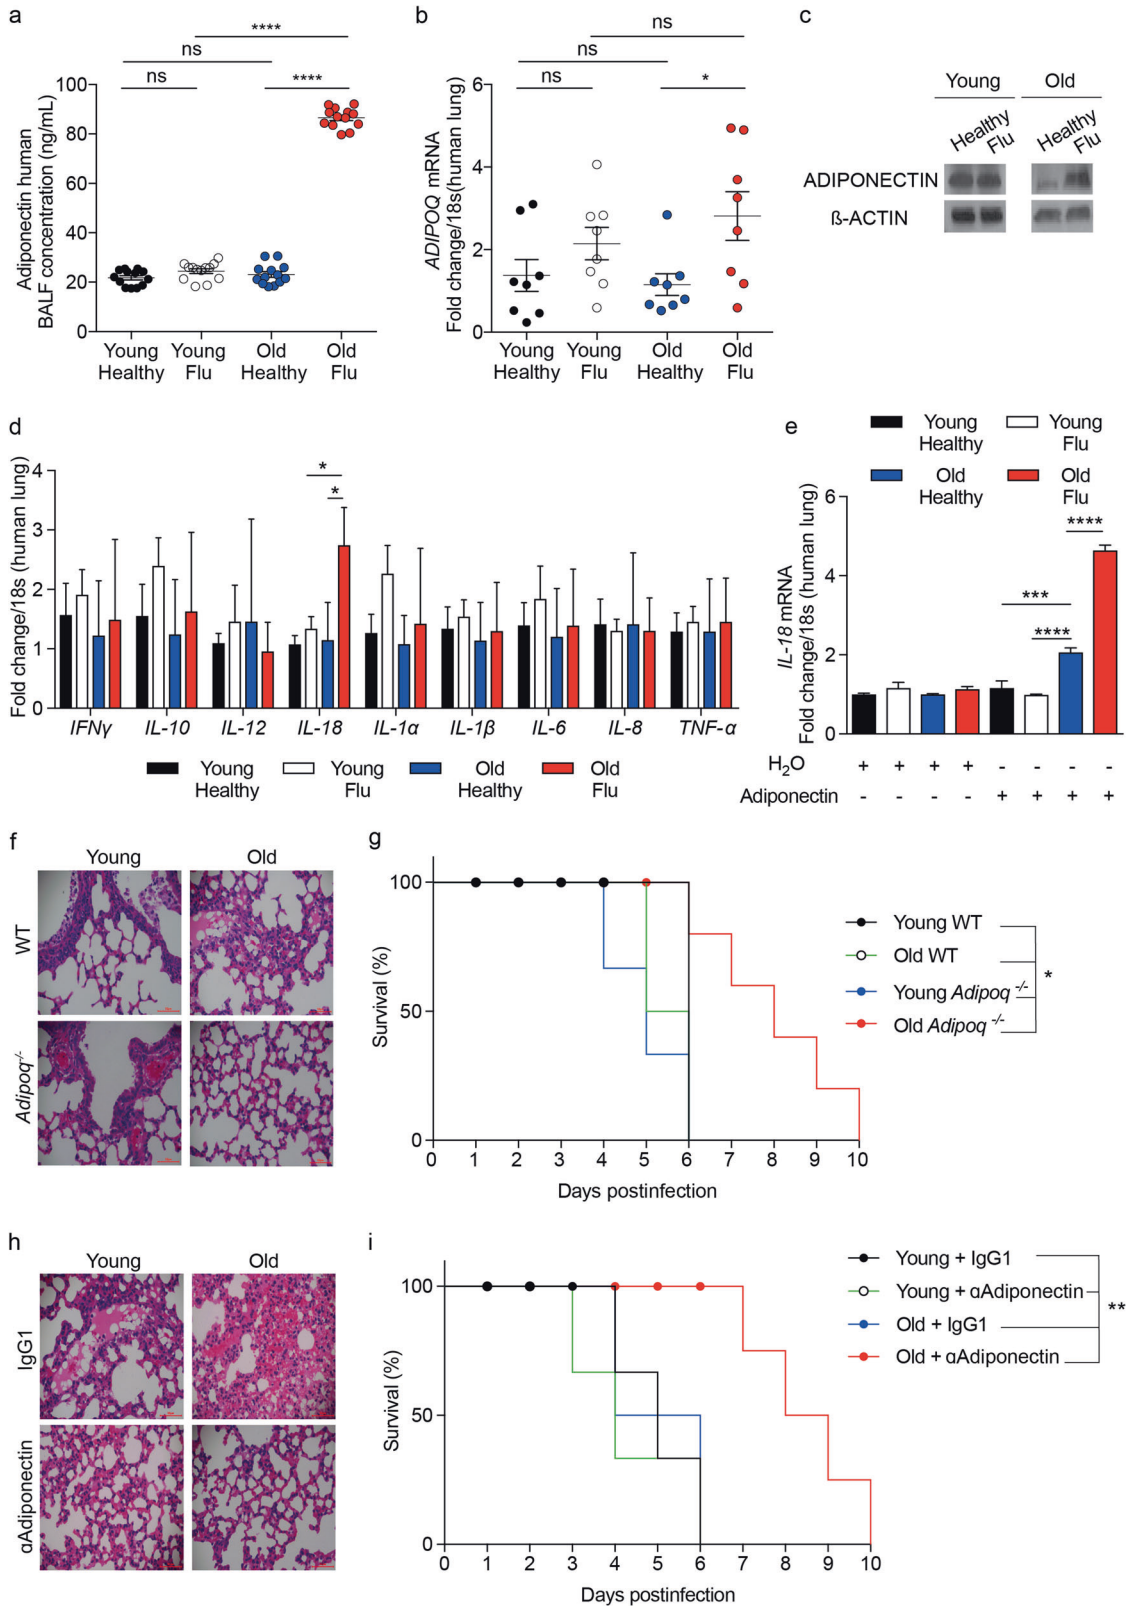 a
****
ns
ns
****
Adiponectin human
BALF concentration (ng/mL)
100
80
60
40
20
0
Young Healthy
Young Flu
Old Healthy
Old Flu
b
ns
ns
ns
*
ADIPOQ mRNA
Fold change/18s(human lung)
6
4
2
0
Young Healthy
Young Flu
Old Healthy
Old Flu
c
Young
Old
Healthy
Flu
Healthy
Flu
ADIPONECTIN
ß-ACTIN
d
Fold change/18s (human lung)
4
3
2
1
0
*
*
IFNγ
IL-10
IL-12
IL-18
IL-1α
IL-1β
IL-6
IL-8
TNF-α
Young Healthy
Young Flu
Old Healthy
Old Flu
e
Young Healthy
Young Flu
Old Healthy
Old Flu
IL-18 mRNA
Fold change/18s (human lung)
6
4
2
0
****
***
****
H₂O + + + + - - - -
Adiponectin - - - - + + + +
f
Young
Old
WT
Adipoq-/-
g
Survival (%)
100
50
0
0 1 2 3 4 5 6 7 8 9 10
Days postinfection
Young WT
Old WT
Young Adipoq -/-
Old Adipoq -/-
*
h
Young
Old
IgG1
αAdiponectin
i
Survival (%)
100
50
0
0 1 2 3 4 5 6 7 8 9 10
Days postinfection
Young + IgG1
Young + αAdiponectin
Old + IgG1
Old + αAdiponectin
**